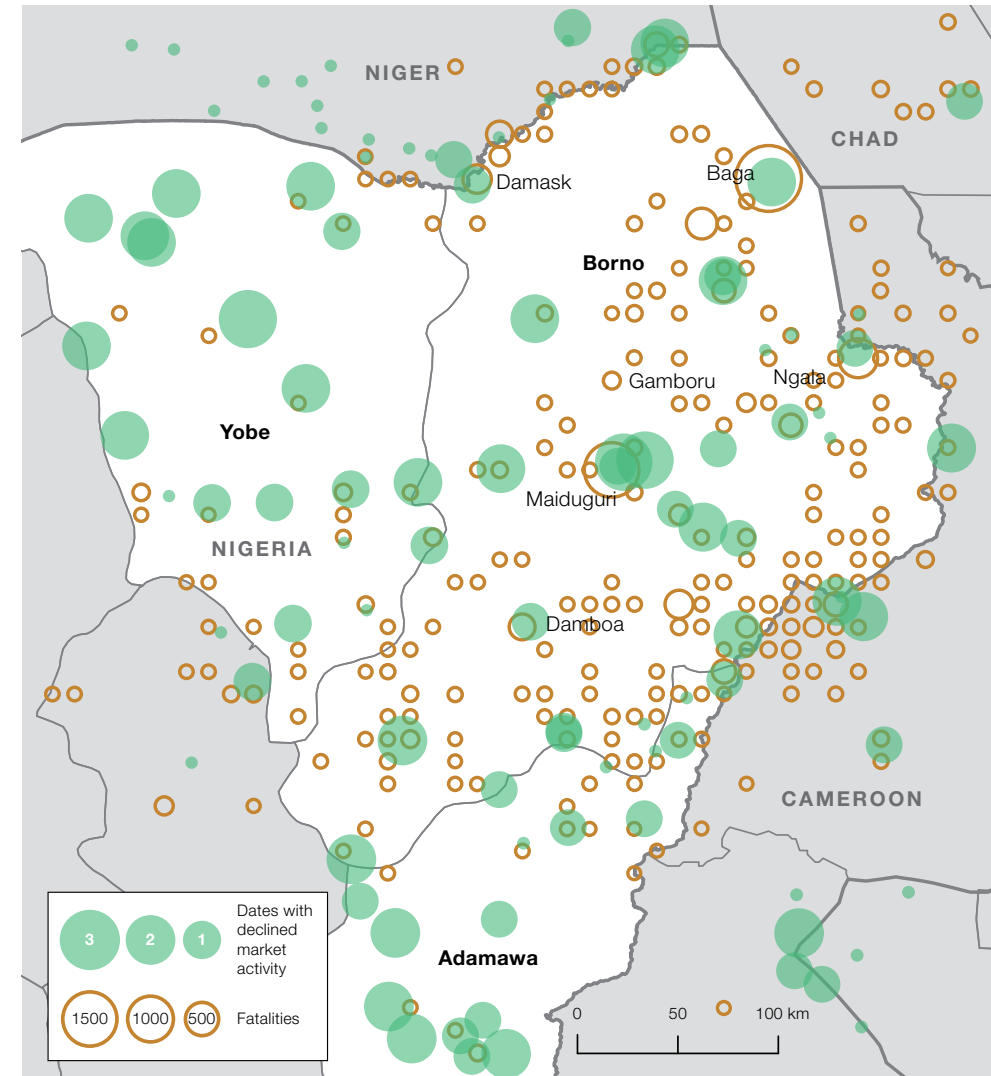 NIGER
CHAD
Baga
Damask
Borno
Gamboru
Ngala
Yobe
Maiduguri
NIGERIA
Damboa
CAMEROON
Adamawa
3
2
1
Dates with
declined
market
activity
1500
1000
500
Fatalities
0
50
100 km